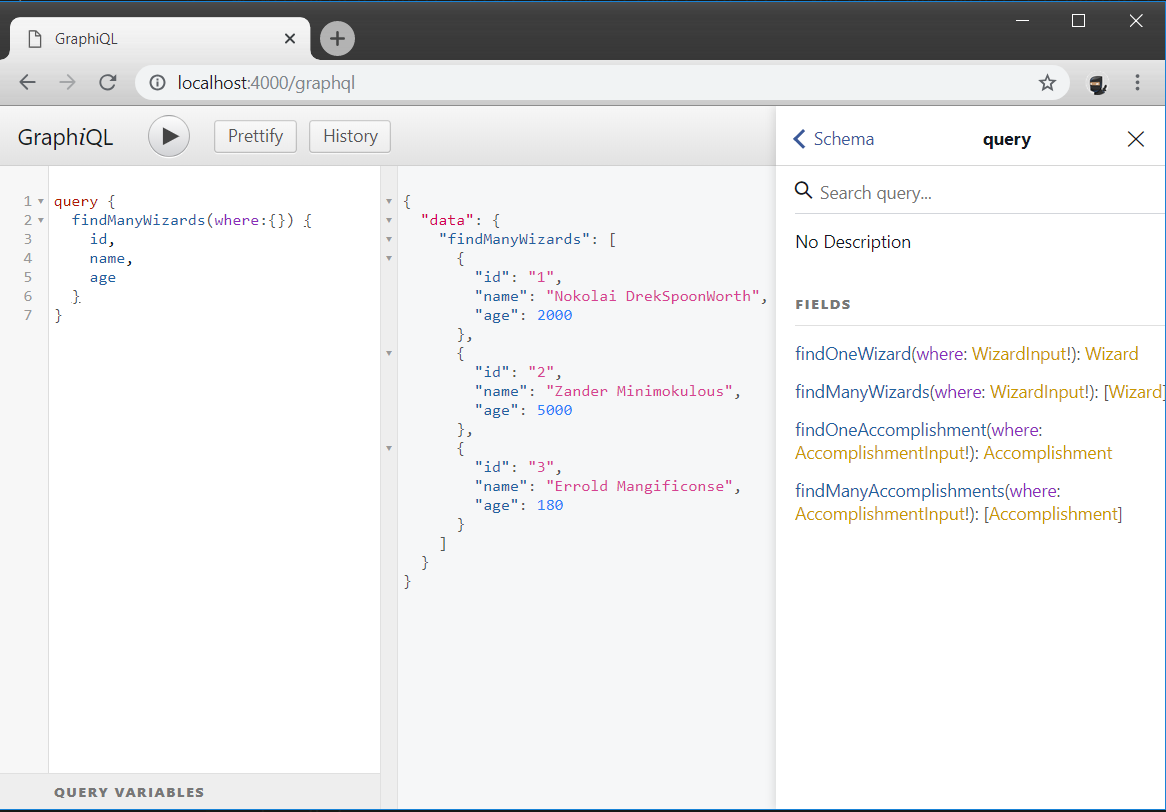 GraphiQL
localhost:4000/graphql
GraphiQL
Prettify
History
1 query {
2 findManyWizards(where:{}) {
3 id,
4 name,
5 age
6 }
7 }
QUERY VARIABLES
{
"data": {
"findManyWizards": [
{
"id": "1",
"name": "Nokolai DrekSpoonWorth",
"age": 2000
},
{
"id": "2",
"name": "Zander Minimokulous",
"age": 5000
},
{
"id": "3",
"name": "Errold Mangificonse",
"age": 180
}
]
}
}
Schema
query
Search query...
No Description
FIELDS
findOneWizard(where: WizardInput!): Wizard
findManyWizards(where: WizardInput!): [Wizard]
findOneAccomplishment(where:
AccomplishmentInput!): Accomplishment
findManyAccomplishments(where:
AccomplishmentInput!): [Accomplishment]